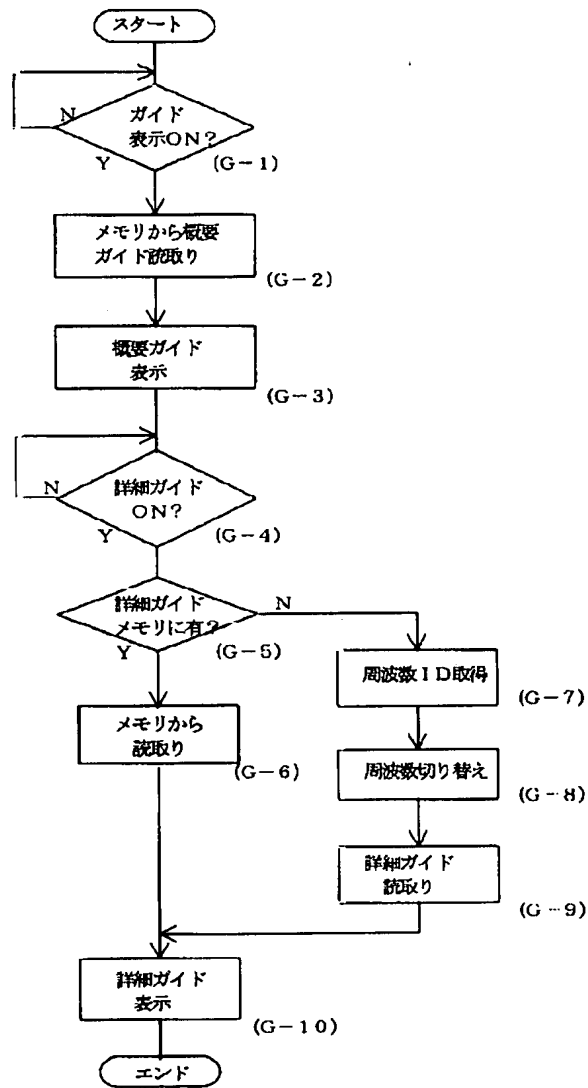 スタート
N
ガイド
表示ON?
Y
(G-1)
メモリから概要
ガイド読取り
(G-2)
概要ガイド
表示
(G-3)
N
詳細ガイド
ON?
Y
(G-4)
詳細ガイド
メモリに有?
N
Y
(G-5)
メモリから
読取り
(G-6)
周波数ID取得
(G-7)
周波数切り替え
(G-8)
詳細ガイド
読取り
(G-9)
詳細ガイド
表示
(G-10)
エンド